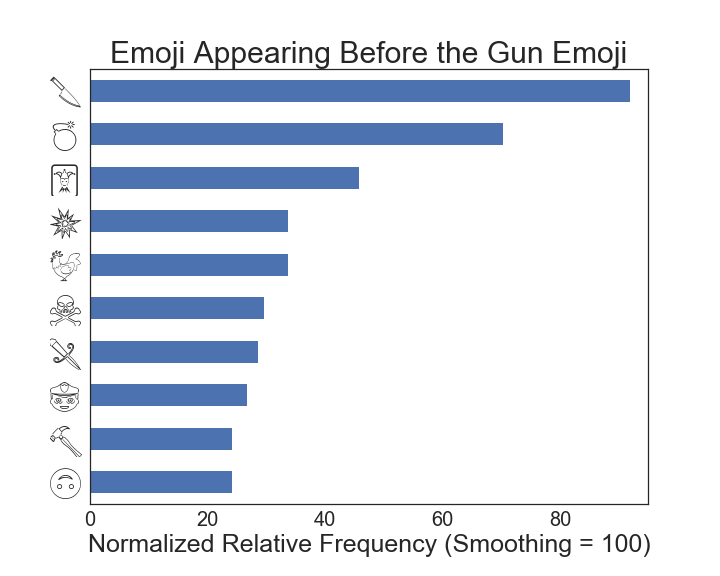 Emoji Appearing Before the Gun Emoji
0 20 40 60 80
Normalized Relative Frequency (Smoothing = 100)